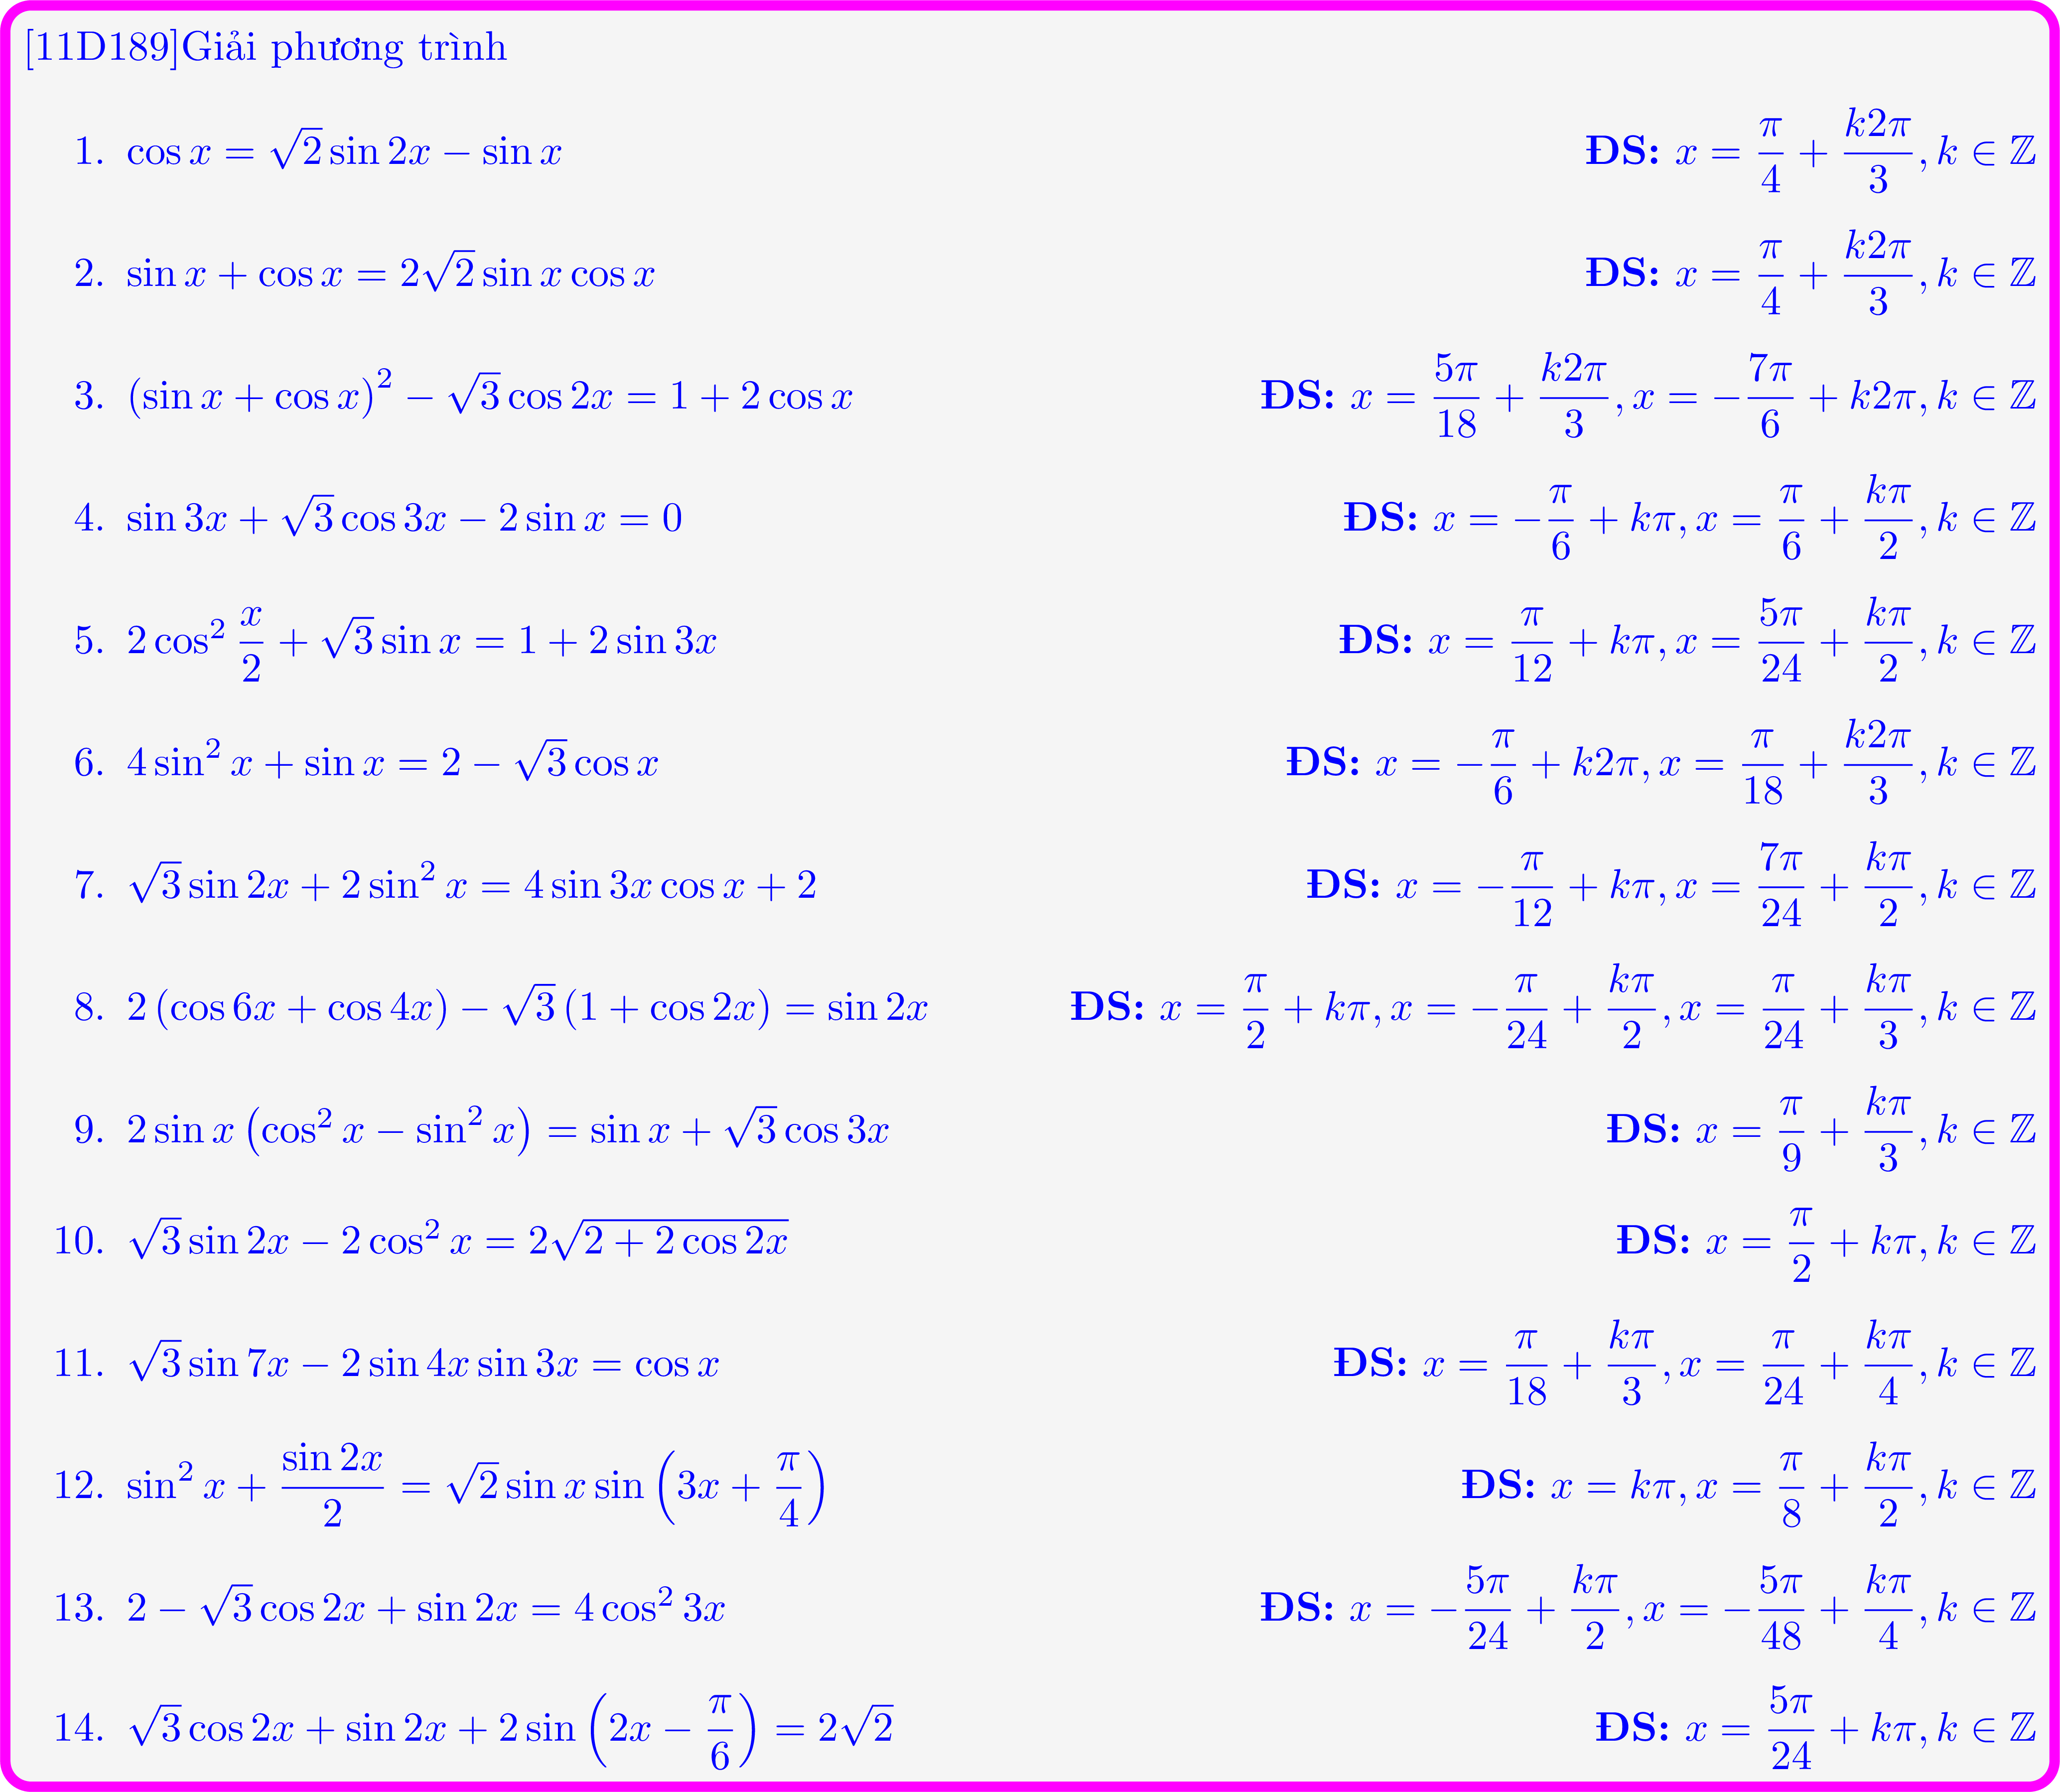 [11D189]Giải phương trình
1. $\cos x = \sqrt{2}\sin 2x - \sin x$ ĐS: $x = \frac{\pi}{4} + \frac{k2\pi}{3}, k \in \mathbb{Z}$
2. $\sin x + \cos x = 2\sqrt{2}\sin x\cos x$ ĐS: $x = \frac{\pi}{4} + \frac{k2\pi}{3}, k \in \mathbb{Z}$
3. $(\sin x + \cos x)^2 - \sqrt{3}\cos 2x = 1 + 2\cos x$ ĐS: $x = \frac{5\pi}{18} + \frac{k2\pi}{3}, x = -\frac{7\pi}{6} + k2\pi, k \in \mathbb{Z}$
4. $\sin 3x + \sqrt{3}\cos 3x - 2\sin x = 0$ ĐS: $x = -\frac{\pi}{6} + k\pi, x = \frac{\pi}{6} + \frac{k\pi}{2}, k \in \mathbb{Z}$
5. $2\cos^2\frac{x}{2} + \sqrt{3}\sin x = 1 + 2\sin 3x$ ĐS: $x = \frac{\pi}{12} + k\pi, x = \frac{5\pi}{24} + \frac{k\pi}{2}, k \in \mathbb{Z}$
6. $4\sin^2 x + \sin x = 2 - \sqrt{3}\cos x$ ĐS: $x = -\frac{\pi}{6} + k2\pi, x = \frac{\pi}{18} + \frac{k2\pi}{3}, k \in \mathbb{Z}$
7. $\sqrt{3}\sin 2x + 2\sin^2 x = 4\sin 3x\cos x + 2$ ĐS: $x = -\frac{\pi}{12} + k\pi, x = \frac{7\pi}{24} + \frac{k\pi}{2}, k \in \mathbb{Z}$
8. $2(\cos 6x + \cos 4x) - \sqrt{3}(1 + \cos 2x) = \sin 2x$ ĐS: $x = \frac{\pi}{2} + k\pi, x = -\frac{\pi}{24} + \frac{k\pi}{2}, x = \frac{\pi}{24} + \frac{k\pi}{3}, k \in \mathbb{Z}$
9. $2\sin x(\cos^2 x - \sin^2 x) = \sin x + \sqrt{3}\cos 3x$ ĐS: $x = \frac{\pi}{9} + \frac{k\pi}{3}, k \in \mathbb{Z}$
10. $\sqrt{3}\sin 2x - 2\cos^2 x = 2\sqrt{2 + 2\cos 2x}$ ĐS: $x = \frac{\pi}{2} + k\pi, k \in \mathbb{Z}$
11. $\sqrt{3}\sin 7x - 2\sin 4x\sin 3x = \cos x$ ĐS: $x = \frac{\pi}{18} + \frac{k\pi}{3}, x = \frac{\pi}{24} + \frac{k\pi}{4}, k \in \mathbb{Z}$
12. $\sin^2 x + \frac{\sin 2x}{2} = \sqrt{2}\sin x\sin\left(3x + \frac{\pi}{4}\right)$ ĐS: $x = k\pi, x = \frac{\pi}{8} + \frac{k\pi}{2}, k \in \mathbb{Z}$
13. $2 - \sqrt{3}\cos 2x + \sin 2x = 4\cos^2 3x$ ĐS: $x = -\frac{5\pi}{24} + \frac{k\pi}{2}, x = -\frac{5\pi}{48} + \frac{k\pi}{4}, k \in \mathbb{Z}$
14. $\sqrt{3}\cos 2x + \sin 2x + 2\sin\left(2x - \frac{\pi}{6}\right) = 2\sqrt{2}$ ĐS: $x = \frac{5\pi}{24} + k\pi, k \in \mathbb{Z}$